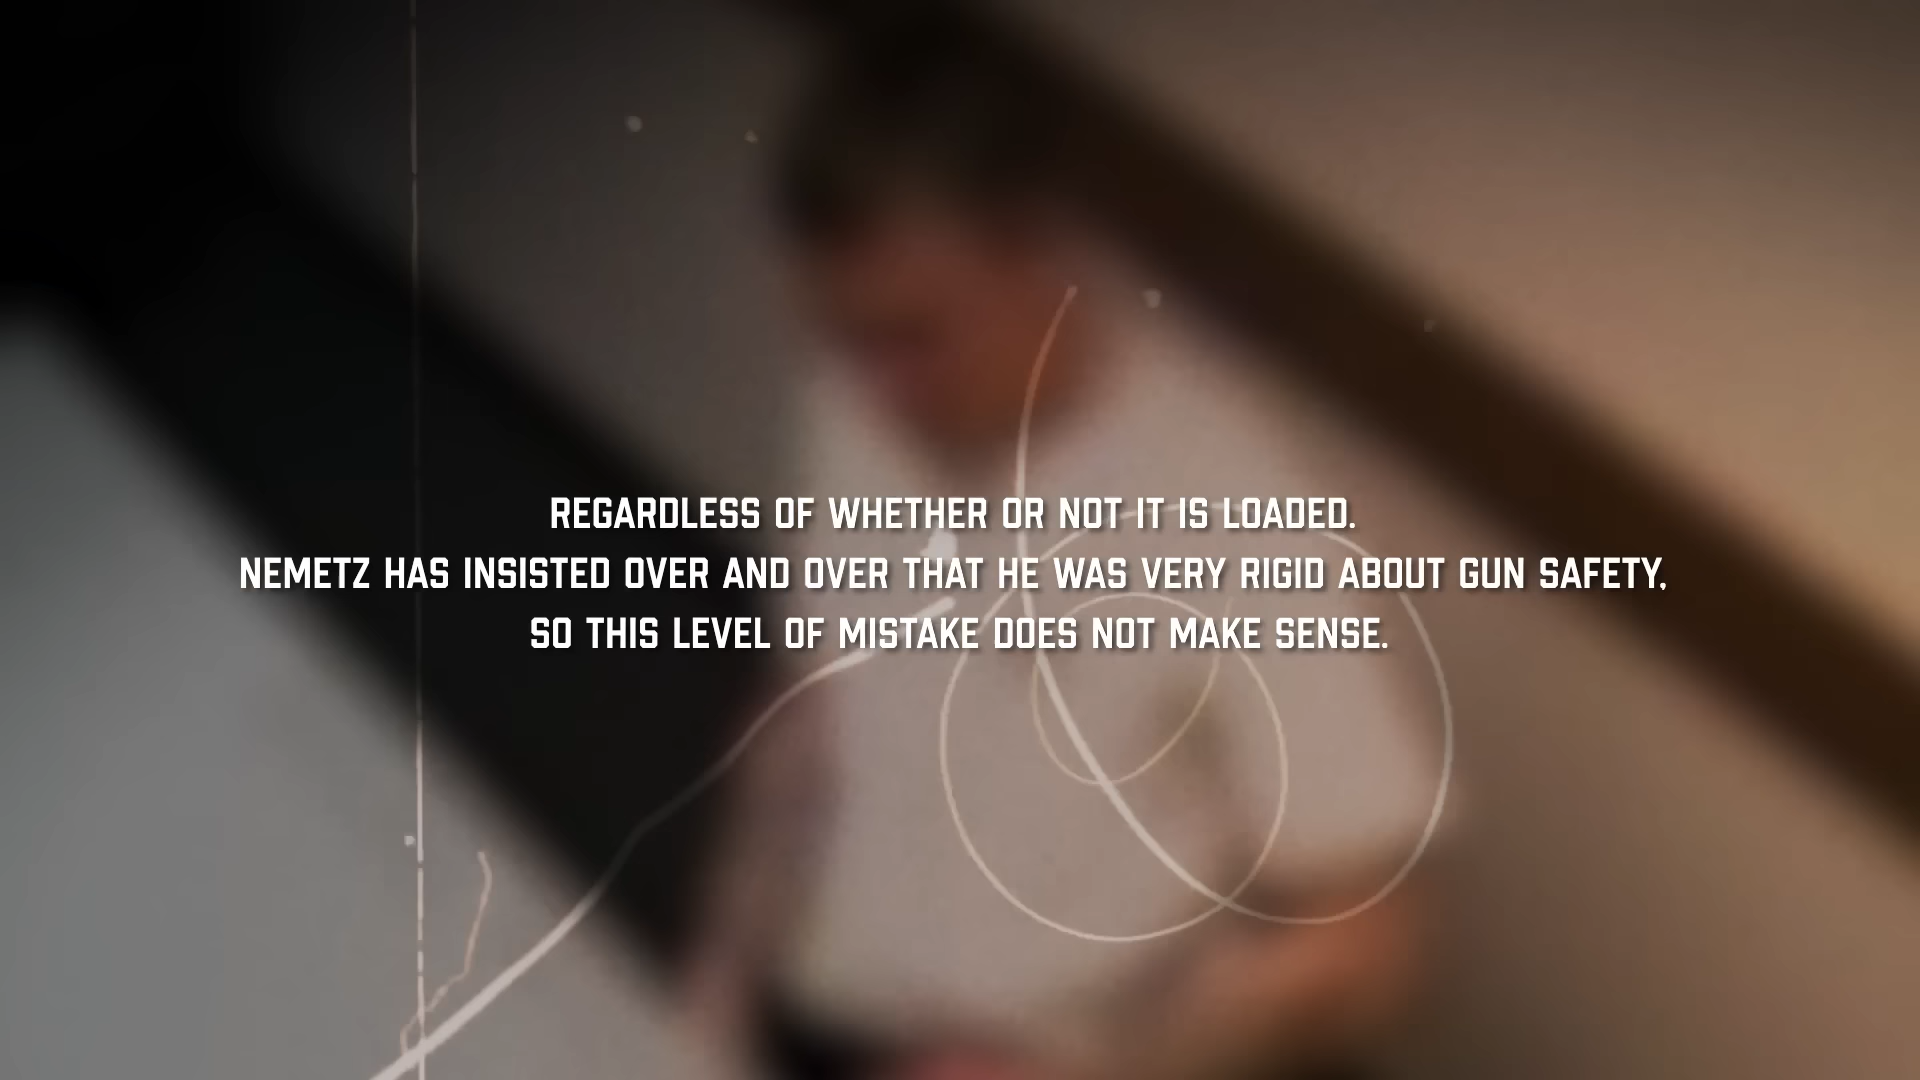 REGARDLESS OF WHETHER OR NOT IT IS LOADED.
NEMETZ HAS INSISTED OVER AND OVER THAT HE WAS VERY RIGID ABOUT GUN SAFETY,
SO THIS LEVEL OF MISTAKE DOES NOT MAKE SENSE.